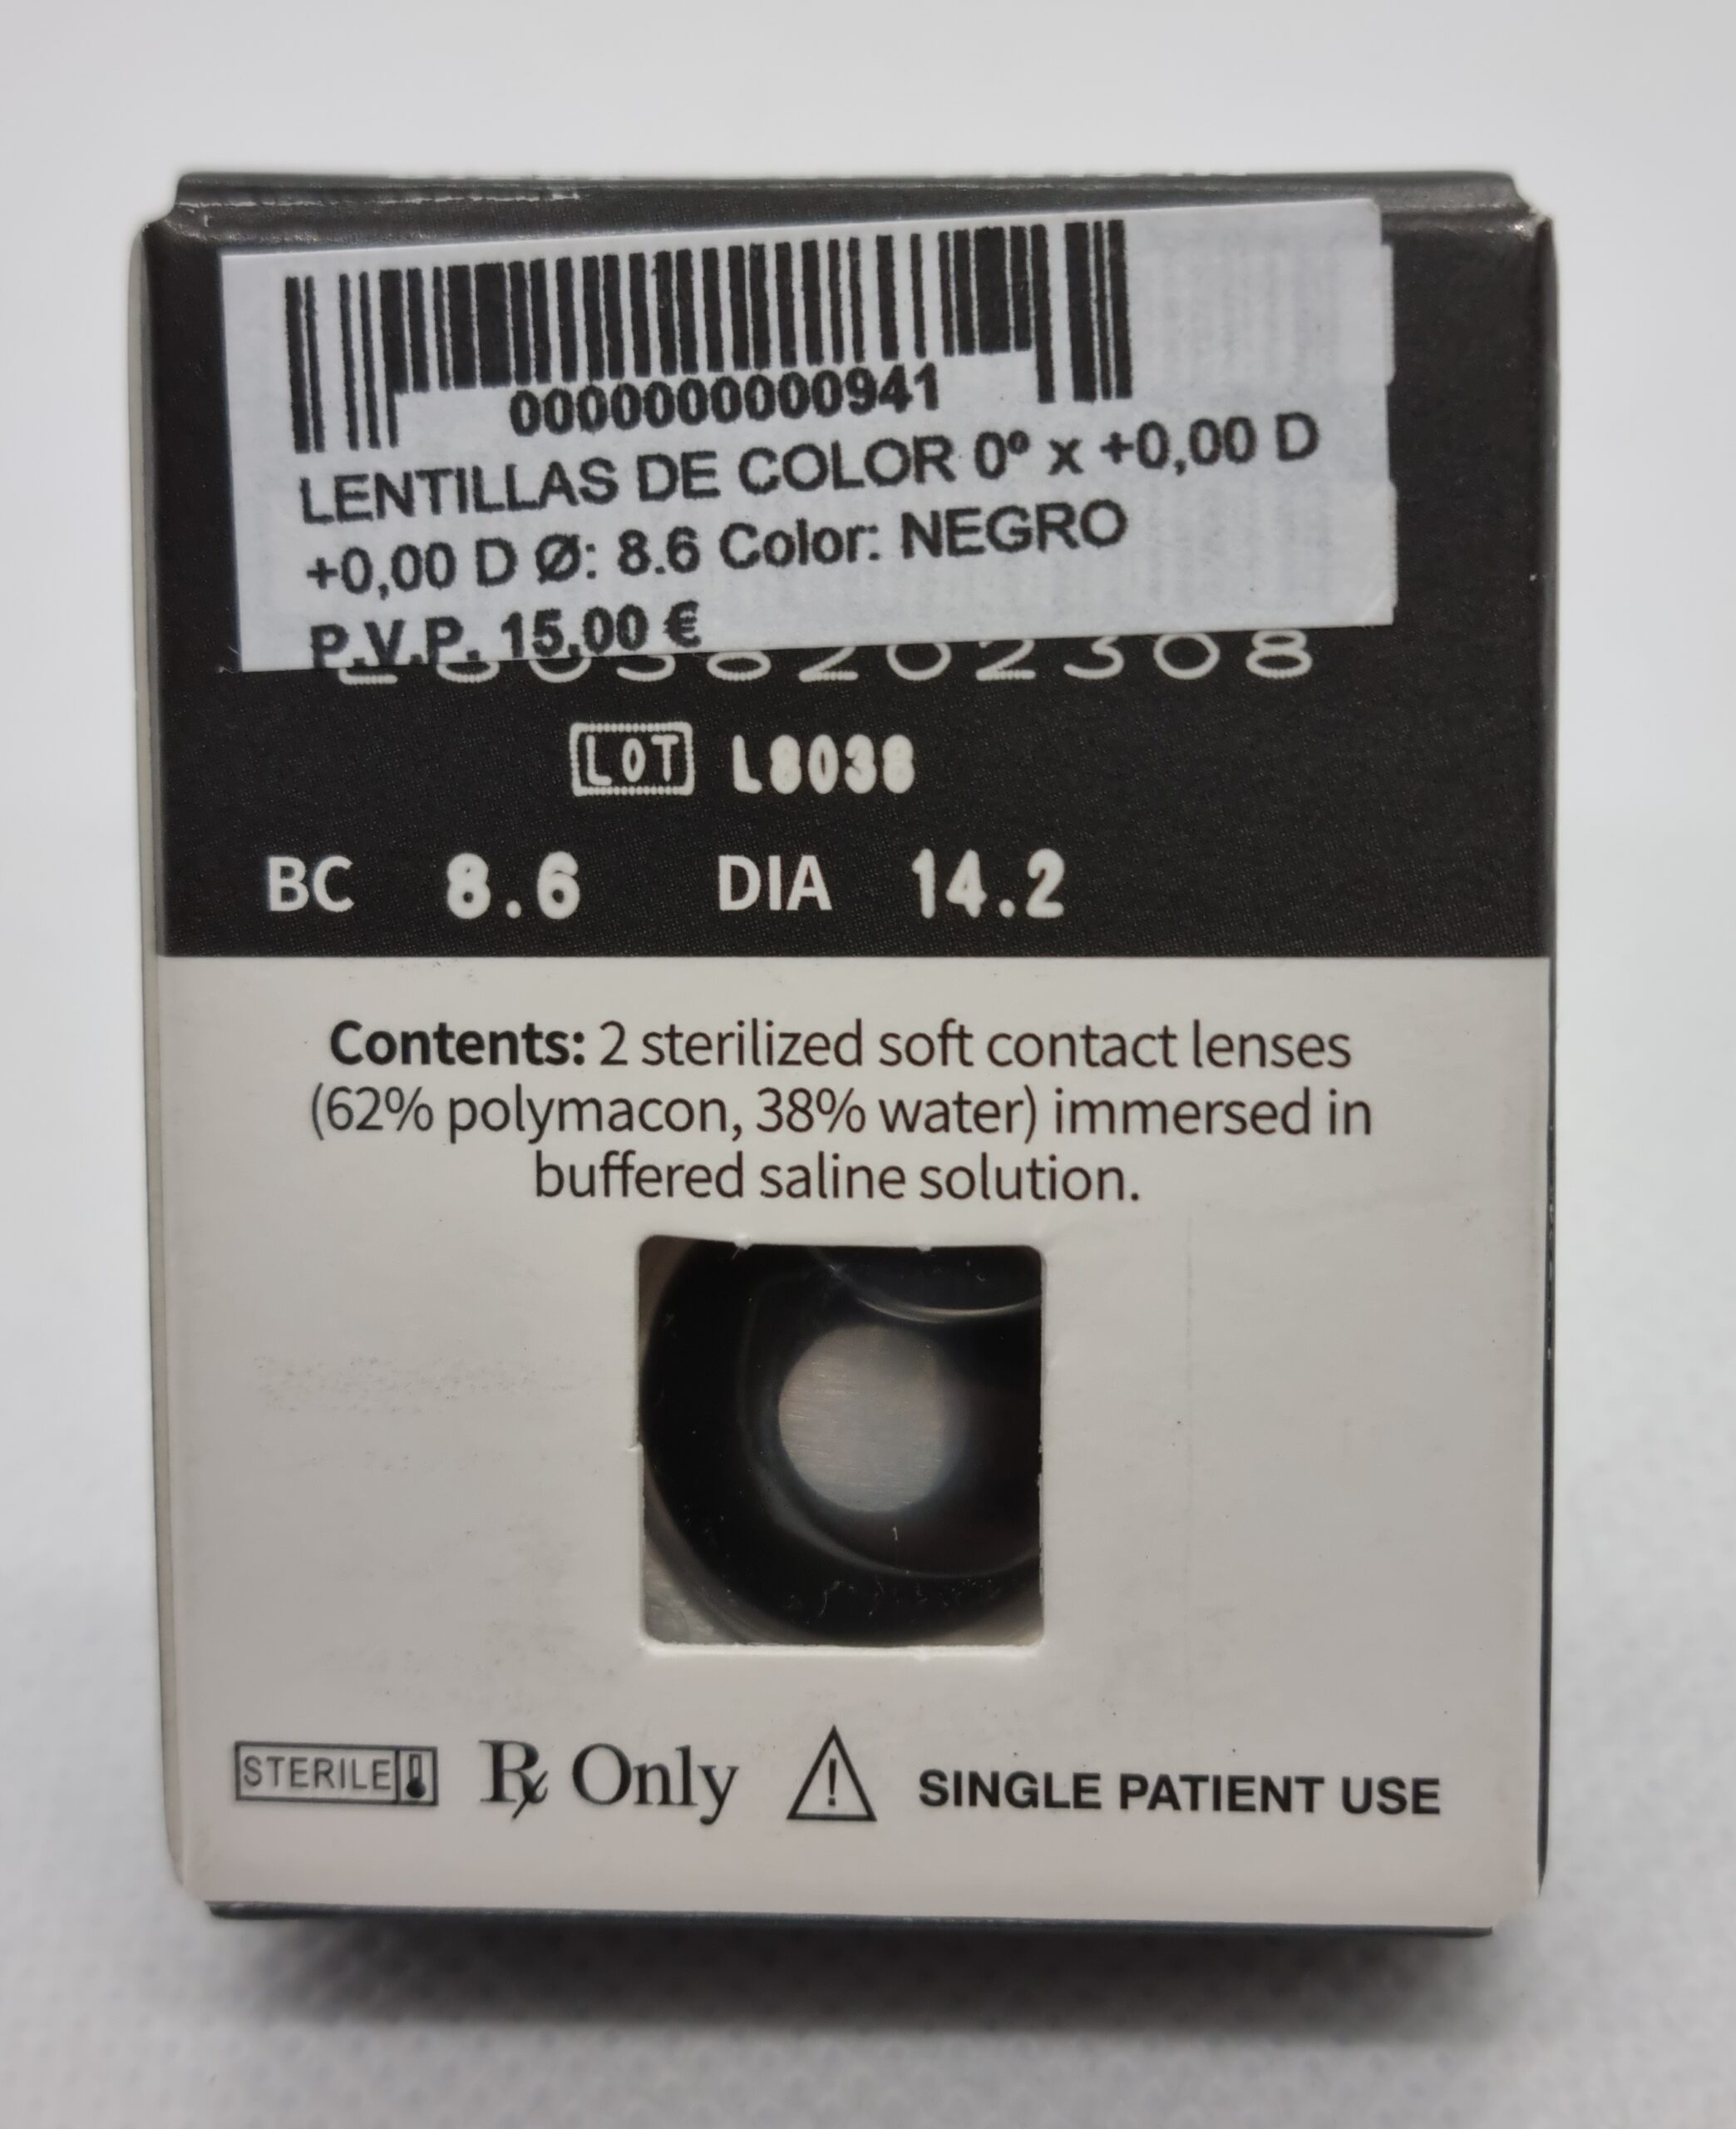 0000000000941
LENTILLAS DE COLOR 0º x +0,00 D
+0,00 D Ø: 8.6 Color: NEGRO
P.V.P. 15,00 €
LOT L8038
BC 8.6 DIA 14.2
Contents: 2 sterilized soft contact lenses
(62% polymacon, 38% water) immersed in
buffered saline solution.
STERILE ℞ Only SINGLE PATIENT USE